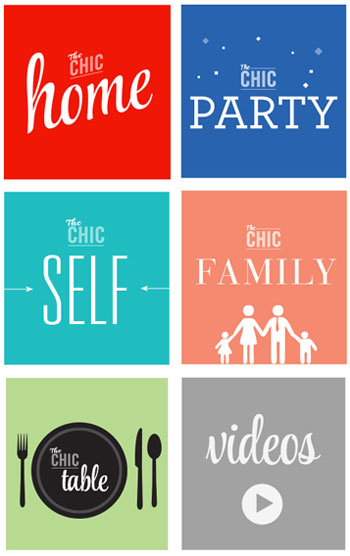 The
CHIC
home
The
CHIC
PARTY
The
CHIC
SELF
The
CHIC
FAMILY
The
CHIC
table
videos